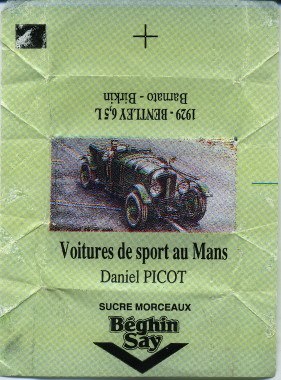 1929 - BENTLEY 6,5 L
Barnato - Birkin
Voitures de sport au Mans
Daniel PICOT
SUCRE MORCEAUX
Béghin
Say